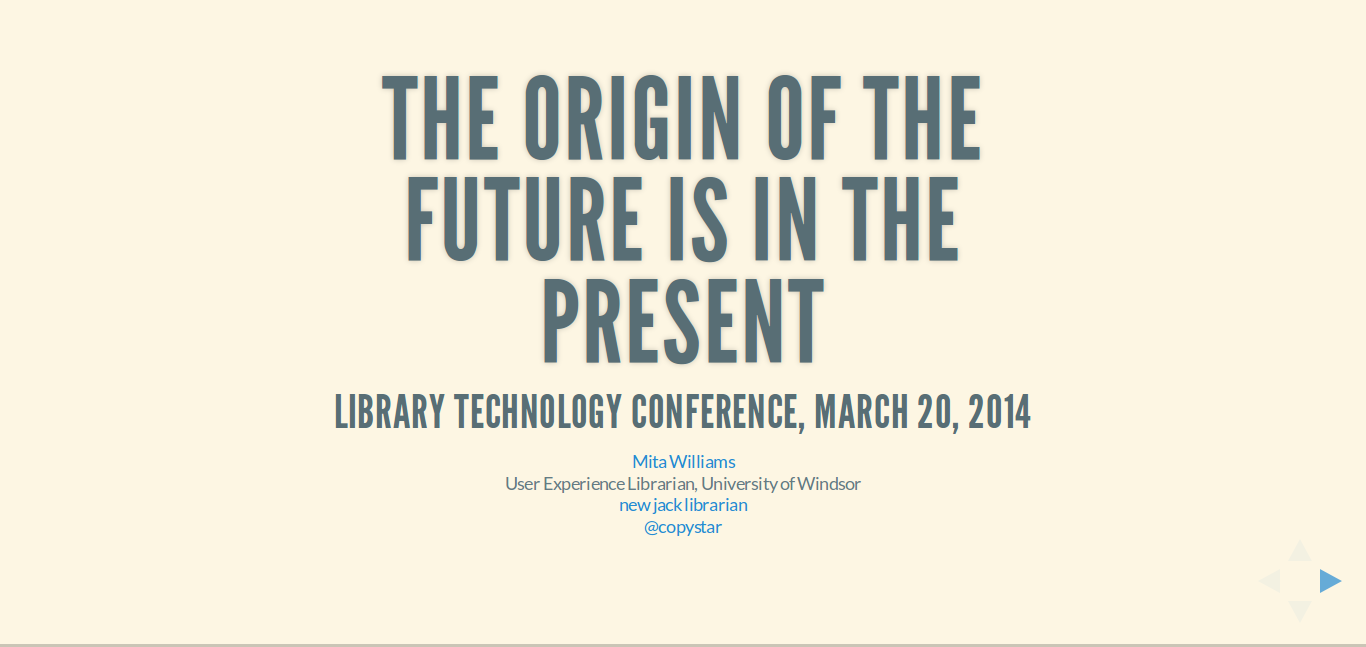 THE ORIGIN OF THE
FUTURE IS IN THE
PRESENT
LIBRARY TECHNOLOGY CONFERENCE, MARCH 20, 2014
Mita Williams
User Experience Librarian, University of Windsor
new jack librarian
@copystar